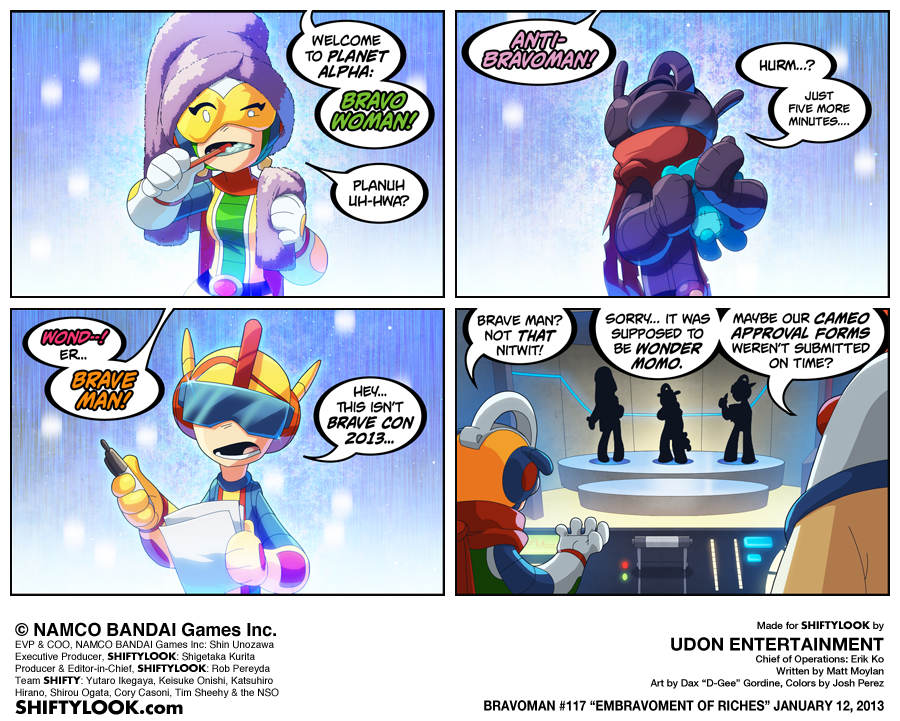 WELCOME
TO PLANET
ALPHA:
BRAVO
WOMAN!
PLANUH
UH-HWA?
ANTI-
BRAVOMAN!
HURM...?
JUST
FIVE MORE
MINUTES....
WOND--!
ER...
BRAVE
MAN!
HEY...
THIS ISN'T
BRAVE CON
2013...
BRAVE MAN?
NOT THAT
NITWIT!
SORRY... IT WAS
SUPPOSED TO
BE WONDER
MOMO.
MAYBE OUR CAMEO
APPROVAL FORMS
WEREN'T SUBMITTED
ON TIME?
© NAMCO BANDAI Games Inc.
EVP & COO, NAMCO BANDAI Games Inc: Shin Unozawa
Executive Producer, SHIFTYLOOK: Shigetaka Kurita
Producer & Editor-in-Chief, SHIFTYLOOK: Rob Pereyda
Team SHIFTY: Yutaro Ikegaya, Keisuke Onishi, Katsuhiro
Hirano, Shirou Ogata, Cory Casoni, Tim Sheehy & the NSO
SHIFTYLOOK.com
Made for SHIFTYLOOK by
UDON ENTERTAINMENT
Chief of Operations: Erik Ko
Written by Matt Moylan
Art by Dax "D-Gee" Gordine, Colors by Josh Perez
BRAVOMAN #117 "EMBRAVOMENT OF RICHES" JANUARY 12, 2013